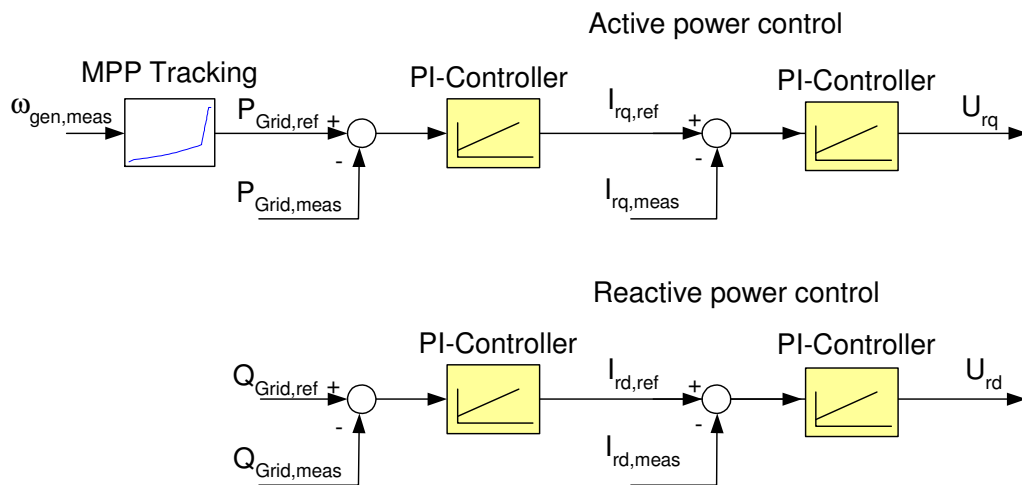 Active power control
MPP Tracking
PI-Controller
PI-Controller
ω_gen,meas
P_Grid,ref
+
-
P_Grid,meas
I_rq,ref
+
-
I_rq,meas
U_rq
Reactive power control
PI-Controller
PI-Controller
Q_Grid,ref
+
-
Q_Grid,meas
I_rd,ref
+
-
I_rd,meas
U_rd